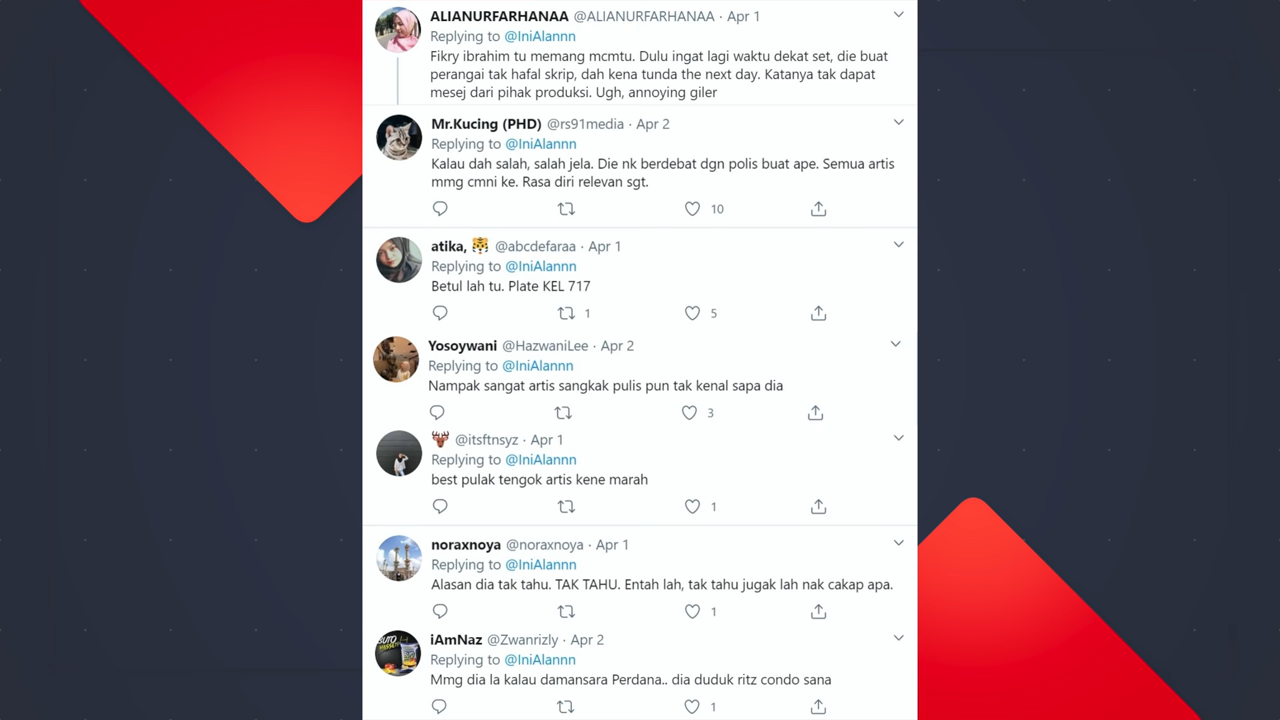 ALIANURFARHANAA @ALIANURFARHANAA · Apr 1
Replying to @IniAlannn
Fikry ibrahim tu memang mcmtu. Dulu ingat lagi waktu dekat set, die buat
perangai tak hafal skrip, dah kena tunda the next day. Katanya tak dapat
mesej dari pihak produksi. Ugh, annoying giler
Mr.Kucing (PHD) @rs91media · Apr 2
Replying to @IniAlannn
Kalau dah salah, salah jela. Die nk berdebat dgn polis buat ape. Semua artis
mmg cmni ke. Rasa diri relevan sgt.
10
atika, 🐯 @abcdefaraa · Apr 1
Replying to @IniAlannn
Betul lah tu. Plate KEL 717
1 5
Yosoywani @HazwaniLee · Apr 2
Replying to @IniAlannn
Nampak sangat artis sangkak pulis pun tak kenal sapa dia
3
🦌 @itsftnsyz · Apr 1
Replying to @IniAlannn
best pulak tengok artis kene marah
1
noraxnoya @noraxnoya · Apr 1
Replying to @IniAlannn
Alasan dia tak tahu. TAK TAHU. Entah lah, tak tahu jugak lah nak cakap apa.
1
iAmNaz @Zwanrizly · Apr 2
Replying to @IniAlannn
Mmg dia la kalau damansara Perdana.. dia duduk ritz condo sana
1